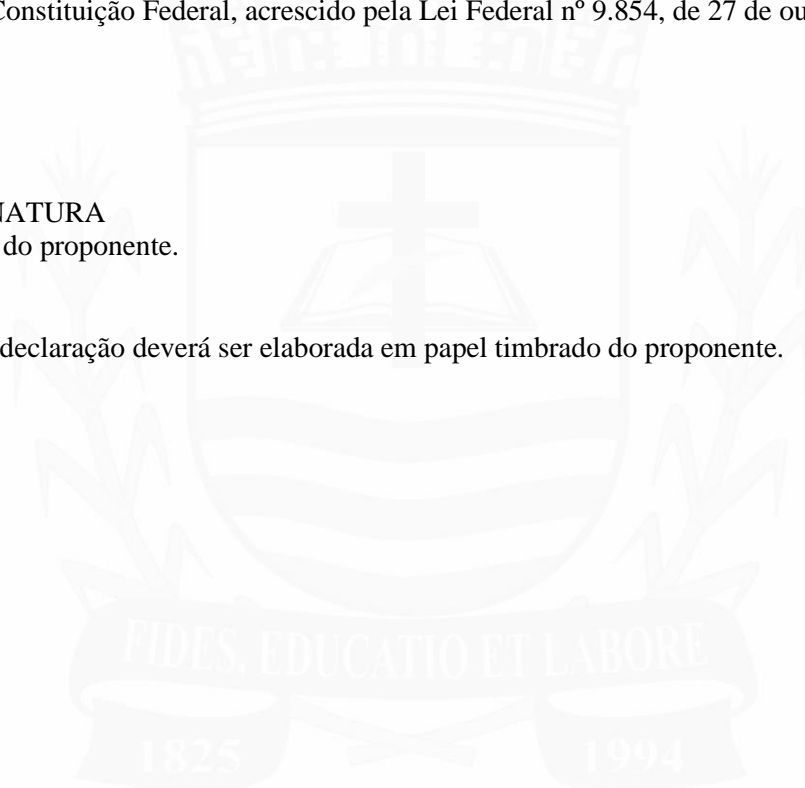 Constituição Federal, acrescido pela Lei Federal nº 9.854, de 27 de ou
NATURA
do proponente.
declaração deverá ser elaborada em papel timbrado do proponente.
FIDES, EDUCATIO ET LABORE
1825 1994